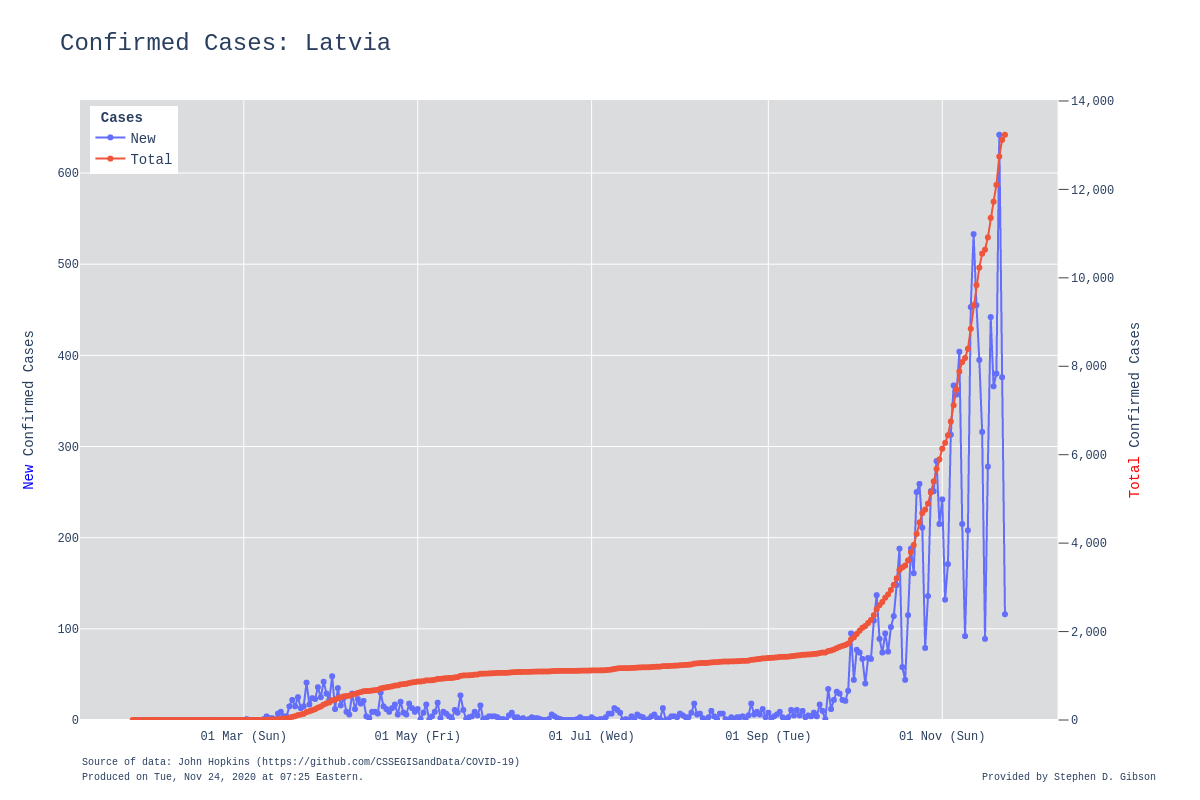 Confirmed Cases: Latvia
Cases
New
Total
600
500
400
300
200
100
0
New Confirmed Cases
14,000
12,000
10,000
8,000
6,000
4,000
2,000
0
Total Confirmed Cases
01 Mar (Sun)
01 May (Fri)
01 Jul (Wed)
01 Sep (Tue)
01 Nov (Sun)
Source of data: John Hopkins (https://github.com/CSSEGISandData/COVID-19)
Produced on Tue, Nov 24, 2020 at 07:25 Eastern.
Provided by Stephen D. Gibson